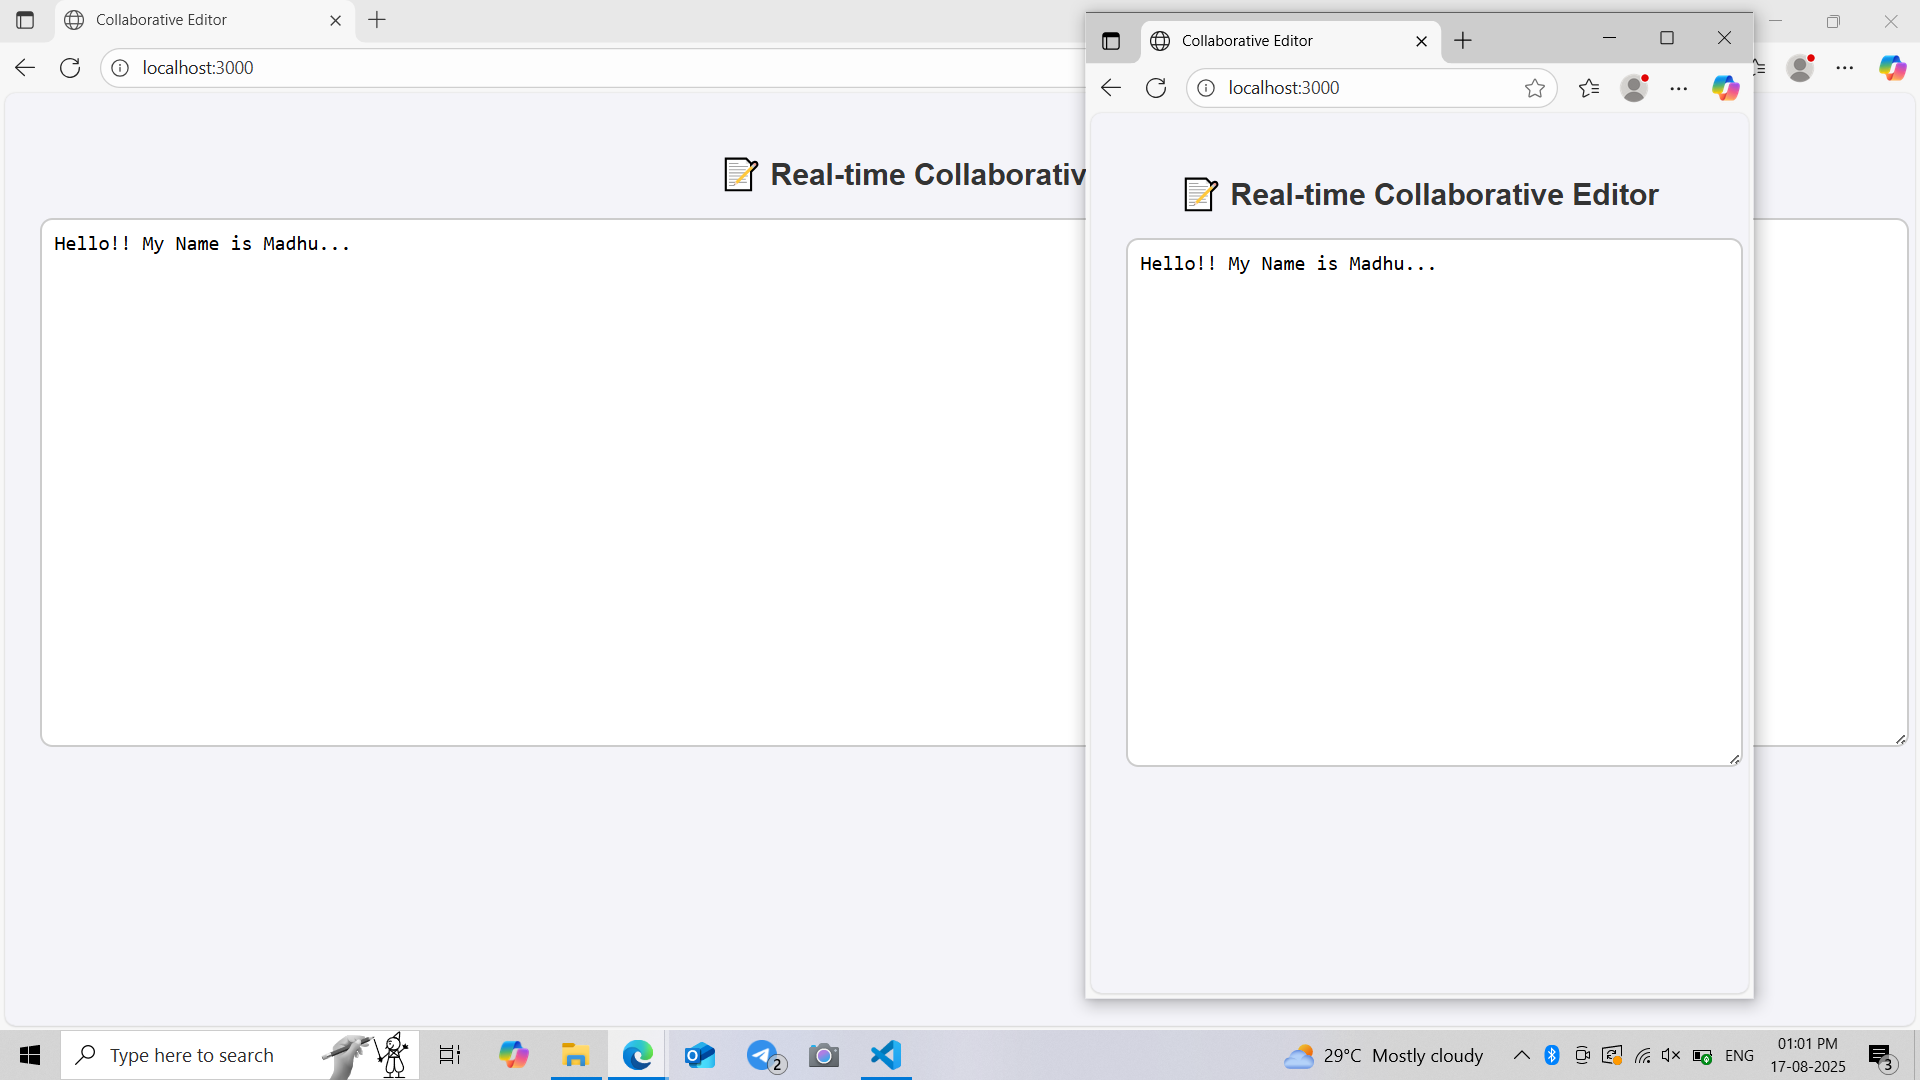 Collaborative Editor
localhost:3000
Real-time Collaborativ
Hello!! My Name is Madhu...
Collaborative Editor
localhost:3000
Real-time Collaborative Editor
Hello!! My Name is Madhu...
Type here to search
2
29°C Mostly cloudy
ENG
01:01 PM
17-08-2025
3